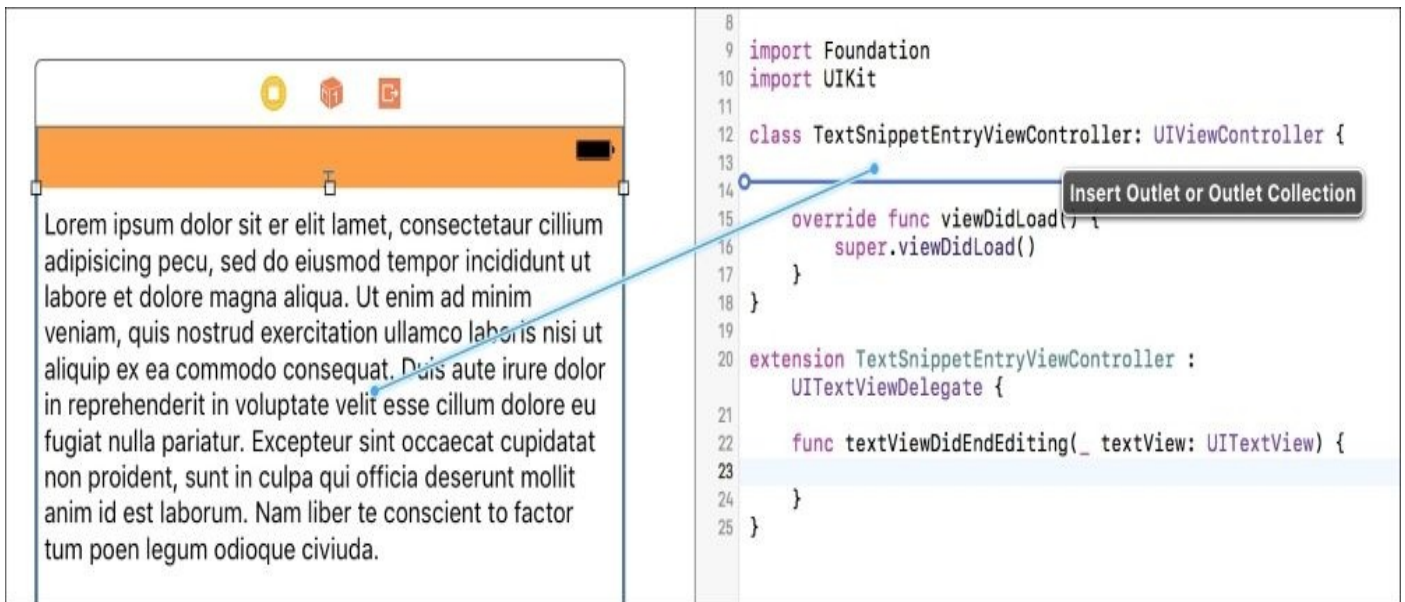 Lorem ipsum dolor sit er elit lamet, consectetaur cillium
adipisicing pecu, sed do eiusmod tempor incididunt ut
labore et dolore magna aliqua. Ut enim ad minim
veniam, quis nostrud exercitation ullamco laboris nisi ut
aliquip ex ea commodo consequat. Duis aute irure dolor
in reprehenderit in voluptate velit esse cillum dolore eu
fugiat nulla pariatur. Excepteur sint occaecat cupidatat
non proident, sunt in culpa qui officia deserunt mollit
anim id est laborum. Nam liber te conscient to factor
tum poen legum odioque civiuda.
8
9 import Foundation
10 import UIKit
11
12 class TextSnippetEntryViewController: UIViewController {
13
14
Insert Outlet or Outlet Collection
15 override func viewDidLoad() {
16 super.viewDidLoad()
17 }
18 }
19
20 extension TextSnippetEntryViewController :
UITextViewDelegate {
21
22 func textViewDidEndEditing(_ textView: UITextView) {
23
24 }
25 }